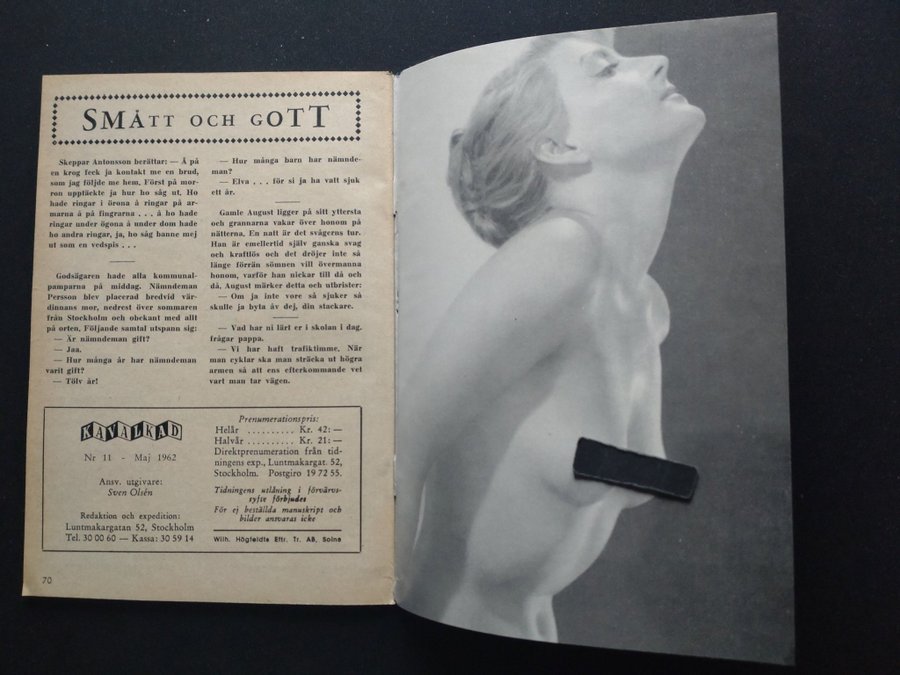 SMÅTT OCH GOTT
Skeppar Antonsson berättar: — Å på
en krog feck ja kontakt me en brud,
som jag följde me hem. Först på mor-
ron upptäckte ja hur ho såg ut. Ho
hade ringar i örona å ringar på ar-
marna å på fingrarna . . . å ho hade
ringar under ögona å under dom hade
ho andra ringar, ja, ho såg banne mej
ut som en vedspis . . .
Godsägaren hade alla kommunal-
pamparna på middag. Nämndeman
Persson blev placerad bredvid vär-
dinnans mor, nedrest över sommaren
från Stockholm och obekant med allt
på orten. Följande samtal utspann sig:
— Är nämndeman gift?
— Jaa.
— Hur många år har nämndeman
varit gift?
— Tölv år!
— Hur många barn har nämnde-
man?
— Elva . . . för si ja ha vatt sjuk
ett år.
Gamle August ligger på sitt yttersta
och grannarna vakar över honom på
nätterna. En natt är det svågerns tur.
Han är emellertid själv ganska svag
och kraftlös och det dröjer inte så
länge förrän sömnen vill övermanna
honom, varför han nickar till då och
då. August märker detta och utbrister:
— Om ja inte vore så sjuker så
skulle ja byta åv dej, din stackare.
— Vad har ni lärt er i skolan i dag,
frågar pappa.
— Vi har haft trafiktimme. När
man cyklar ska man sträcka ut högra
armen så att ens efterkommande vet
vart man tar vägen.
KAVALKAD
Nr 11 - Maj 1962
Ansv. utgivare:
Sven Olsén
Redaktion och expedition:
Luntmakargatan 52, Stockholm
Tel. 30 00 60 — Kassa: 30 59 14
Prenumerationspris:
Helår .......... Kr. 42: —
Halvår .......... Kr. 21: —
Direktprenumeration från tid-
ningens exp., Luntmakargat. 52,
Stockholm. Postgiro 19 72 55.
Tidningens utlåning i förvärvs-
syfte förbjudes
För ej beställda manuskript och
bilder ansvaras icke
Wilh. Högfeldts Eftr. Tr. AB, Solna
70